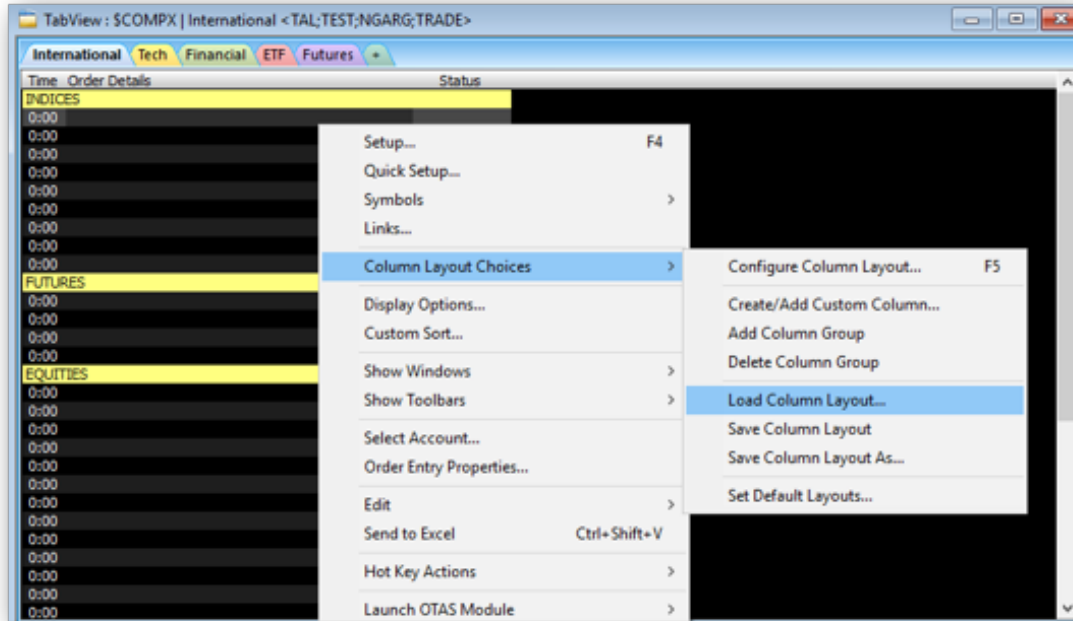 TabView : $COMPX | International <TAL;TEST;NGARG;TRADE>
International Tech Financial ETF Futures +
Time Order Details Status
INDICES
0:00
0:00
0:00
0:00
0:00
0:00
0:00
0:00
0:00
FUTURES
0:00
0:00
0:00
0:00
EQUITIES
0:00
0:00
0:00
0:00
0:00
0:00
0:00
0:00
0:00
0:00
0:00
0:00
0:00
Setup... F4
Quick Setup...
Symbols >
Links...
Column Layout Choices >
Display Options...
Custom Sort...
Show Windows >
Show Toolbars >
Select Account...
Order Entry Properties...
Edit >
Send to Excel Ctrl+Shift+V
Hot Key Actions >
Launch OTAS Module >
Configure Column Layout... F5
Create/Add Custom Column...
Add Column Group
Delete Column Group
Load Column Layout...
Save Column Layout
Save Column Layout As...
Set Default Layouts...